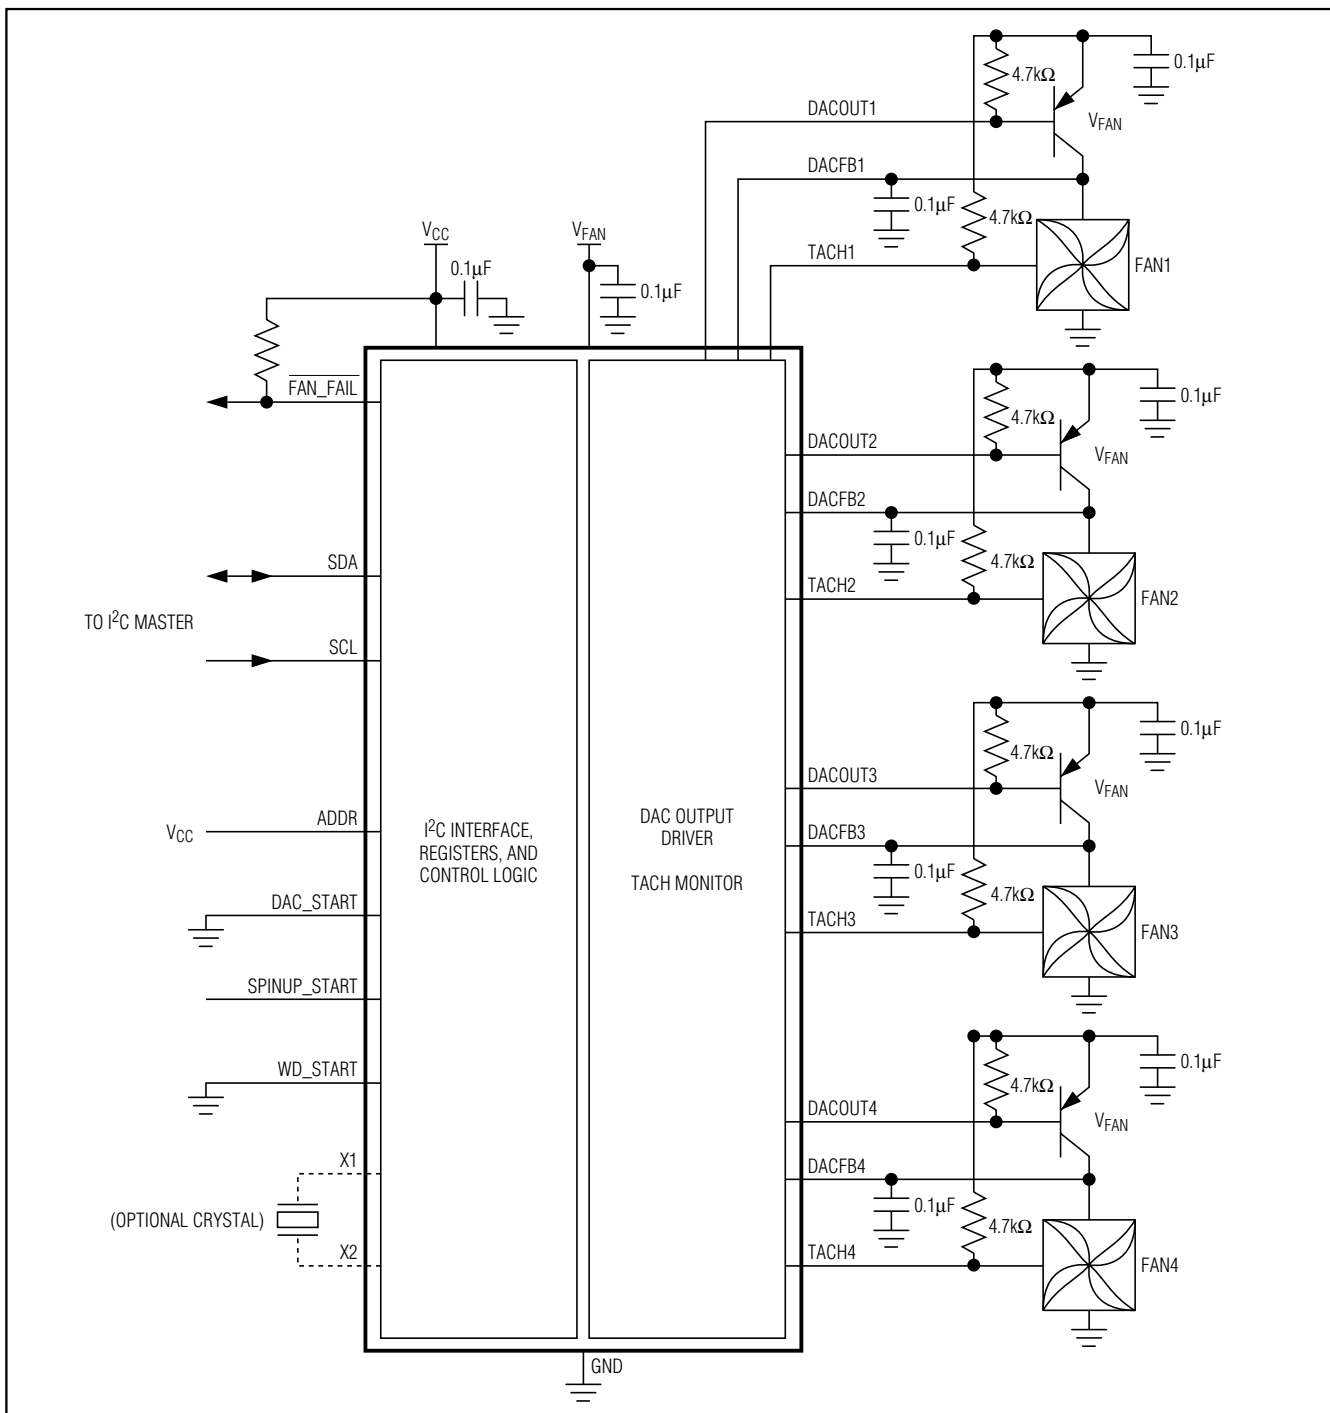 4.7kΩ
0.1µF
DACOUT1
VFAN
DACFB1
0.1µF
4.7kΩ
TACH1
FAN1
VCC
0.1µF
VFAN
0.1µF
FAN_FAIL
4.7kΩ
0.1µF
DACOUT2
VFAN
DACFB2
0.1µF
4.7kΩ
TACH2
FAN2
SDA
TO I2C MASTER
SCL
4.7kΩ
0.1µF
DACOUT3
VFAN
DACFB3
0.1µF
4.7kΩ
TACH3
FAN3
ADDR
VCC
DAC_START
SPINUP_START
WD_START
X1
(OPTIONAL CRYSTAL)
X2
I2C INTERFACE,
REGISTERS, AND
CONTROL LOGIC
DAC OUTPUT
DRIVER
TACH MONITOR
4.7kΩ
0.1µF
DACOUT4
VFAN
DACFB4
0.1µF
4.7kΩ
TACH4
FAN4
GND